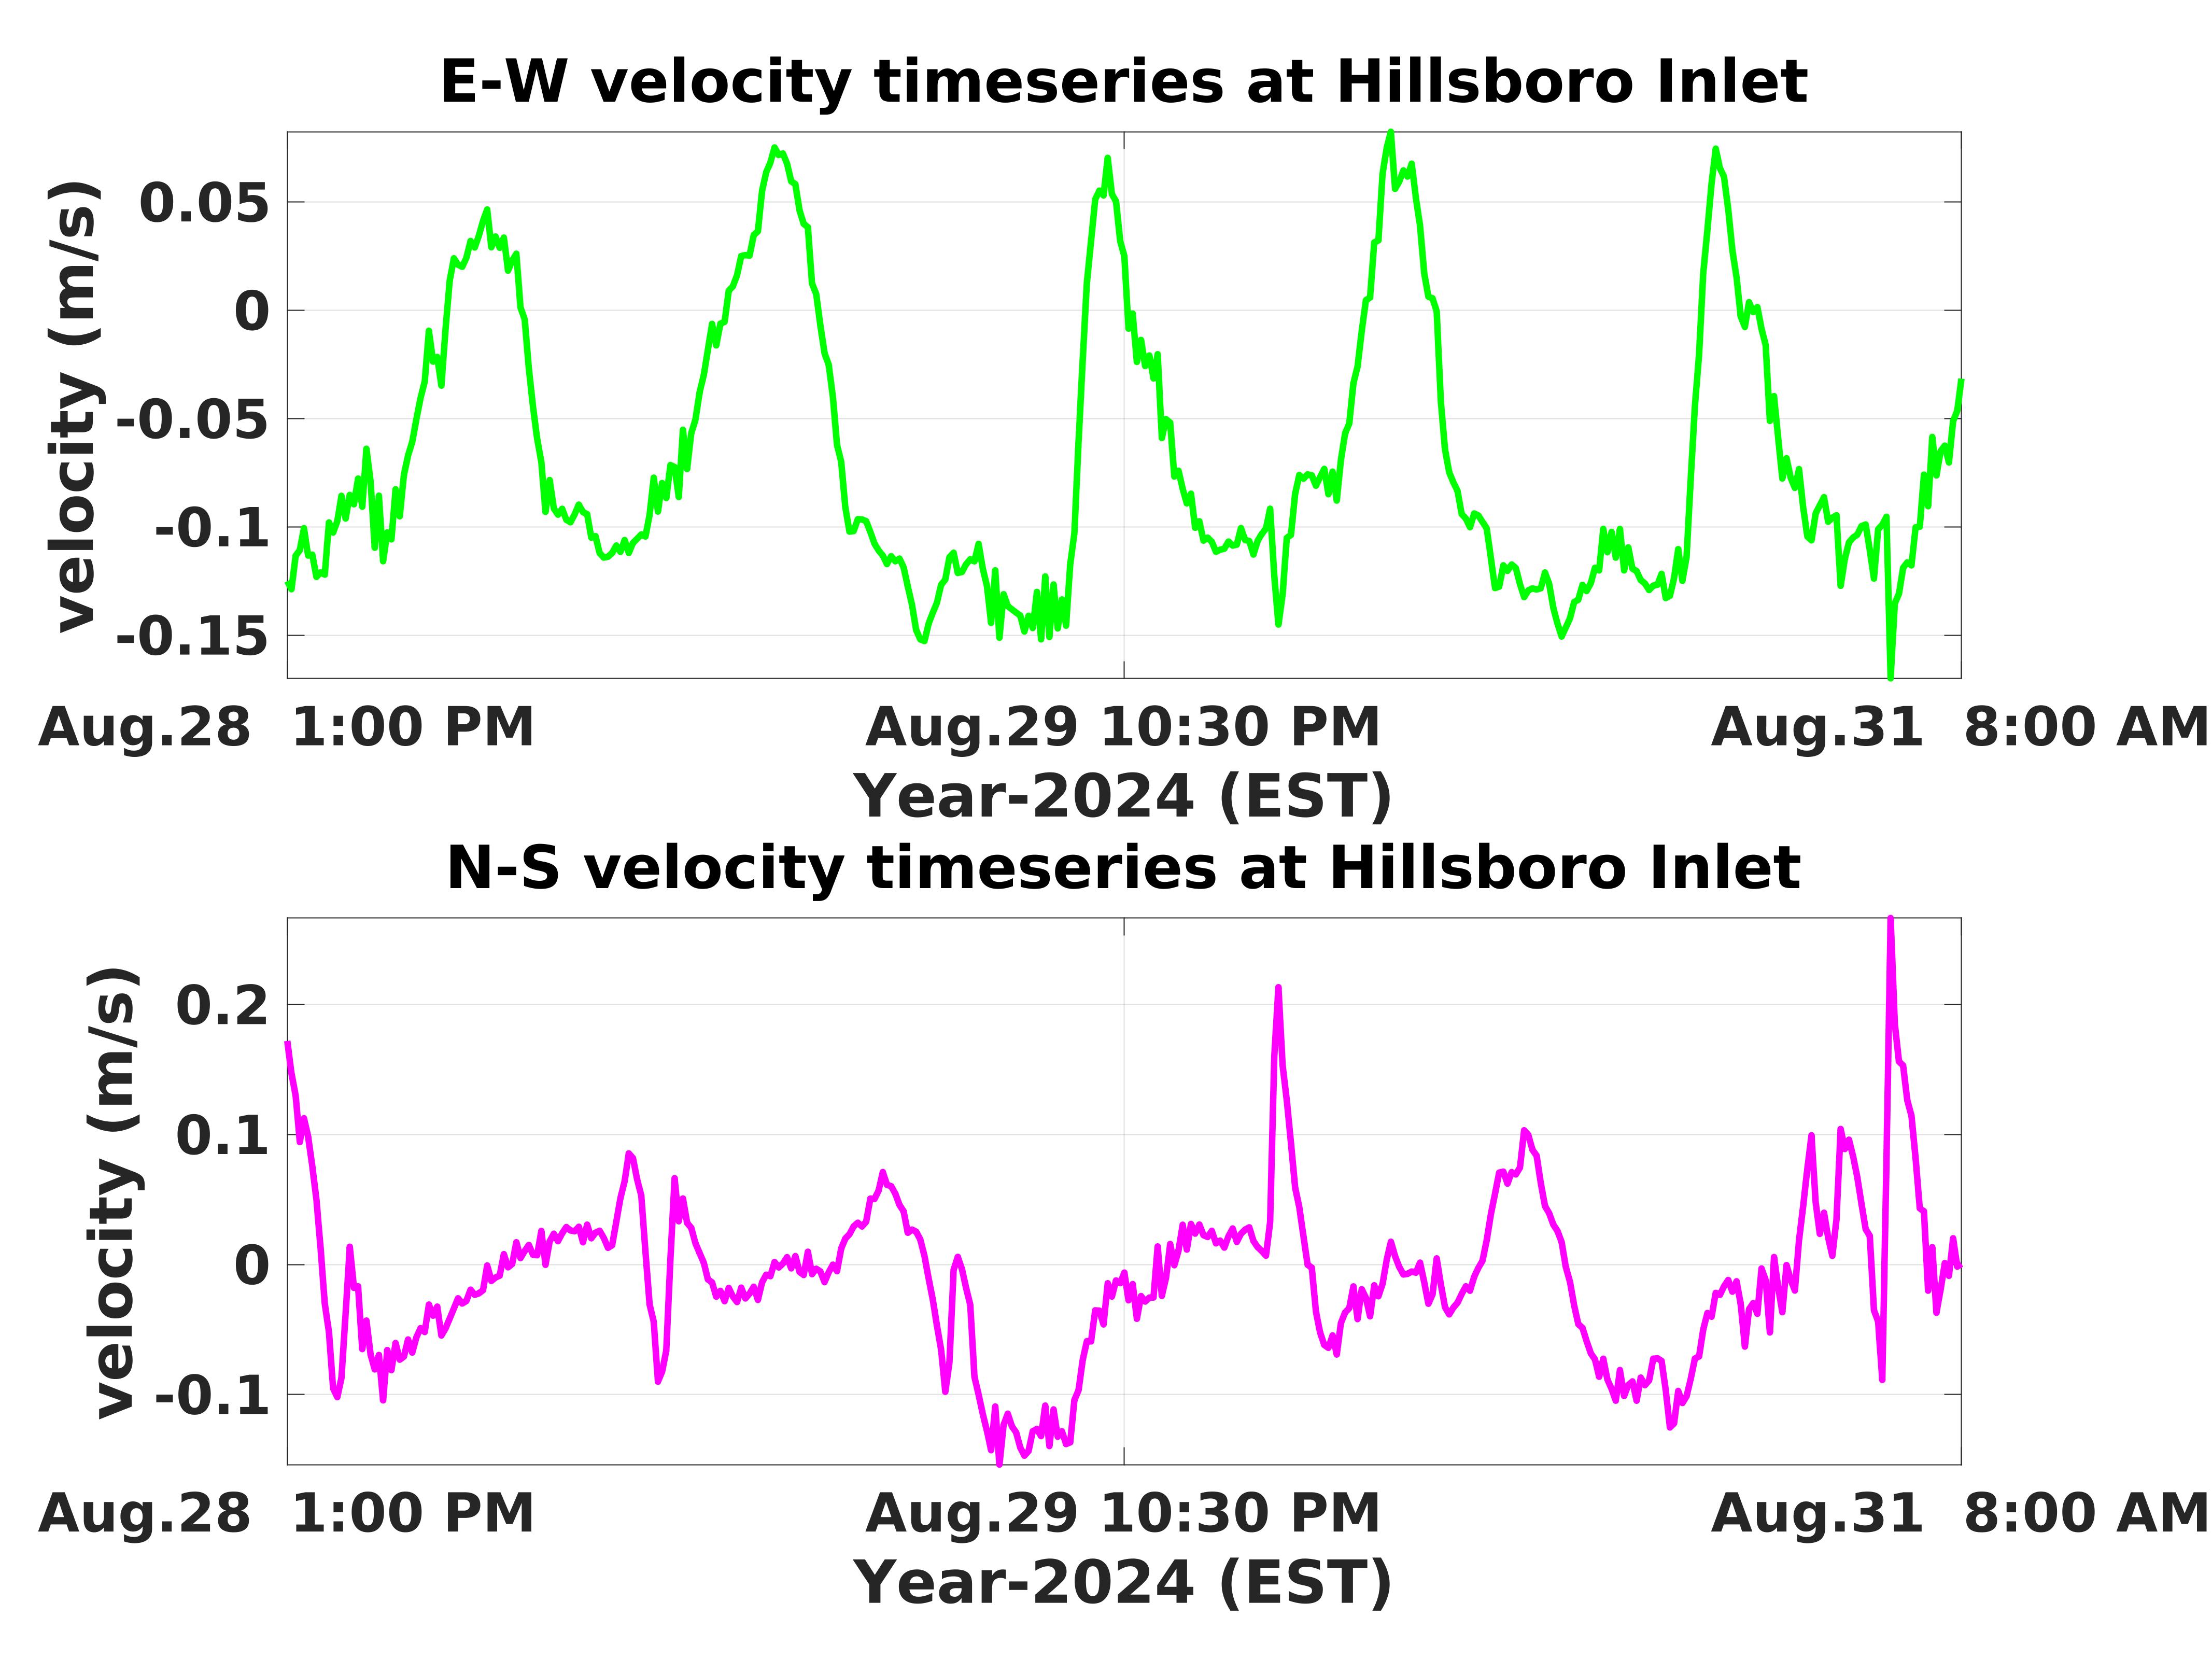 E-W velocity timeseries at Hillsboro Inlet
velocity (m/s)
0.05
0
-0.05
-0.1
-0.15
Aug.28 1:00 PM Aug.29 10:30 PM Aug.31 8:00 AM
Year-2024 (EST)
N-S velocity timeseries at Hillsboro Inlet
velocity (m/s)
0.2
0.1
0
-0.1
Aug.28 1:00 PM Aug.29 10:30 PM Aug.31 8:00 AM
Year-2024 (EST)